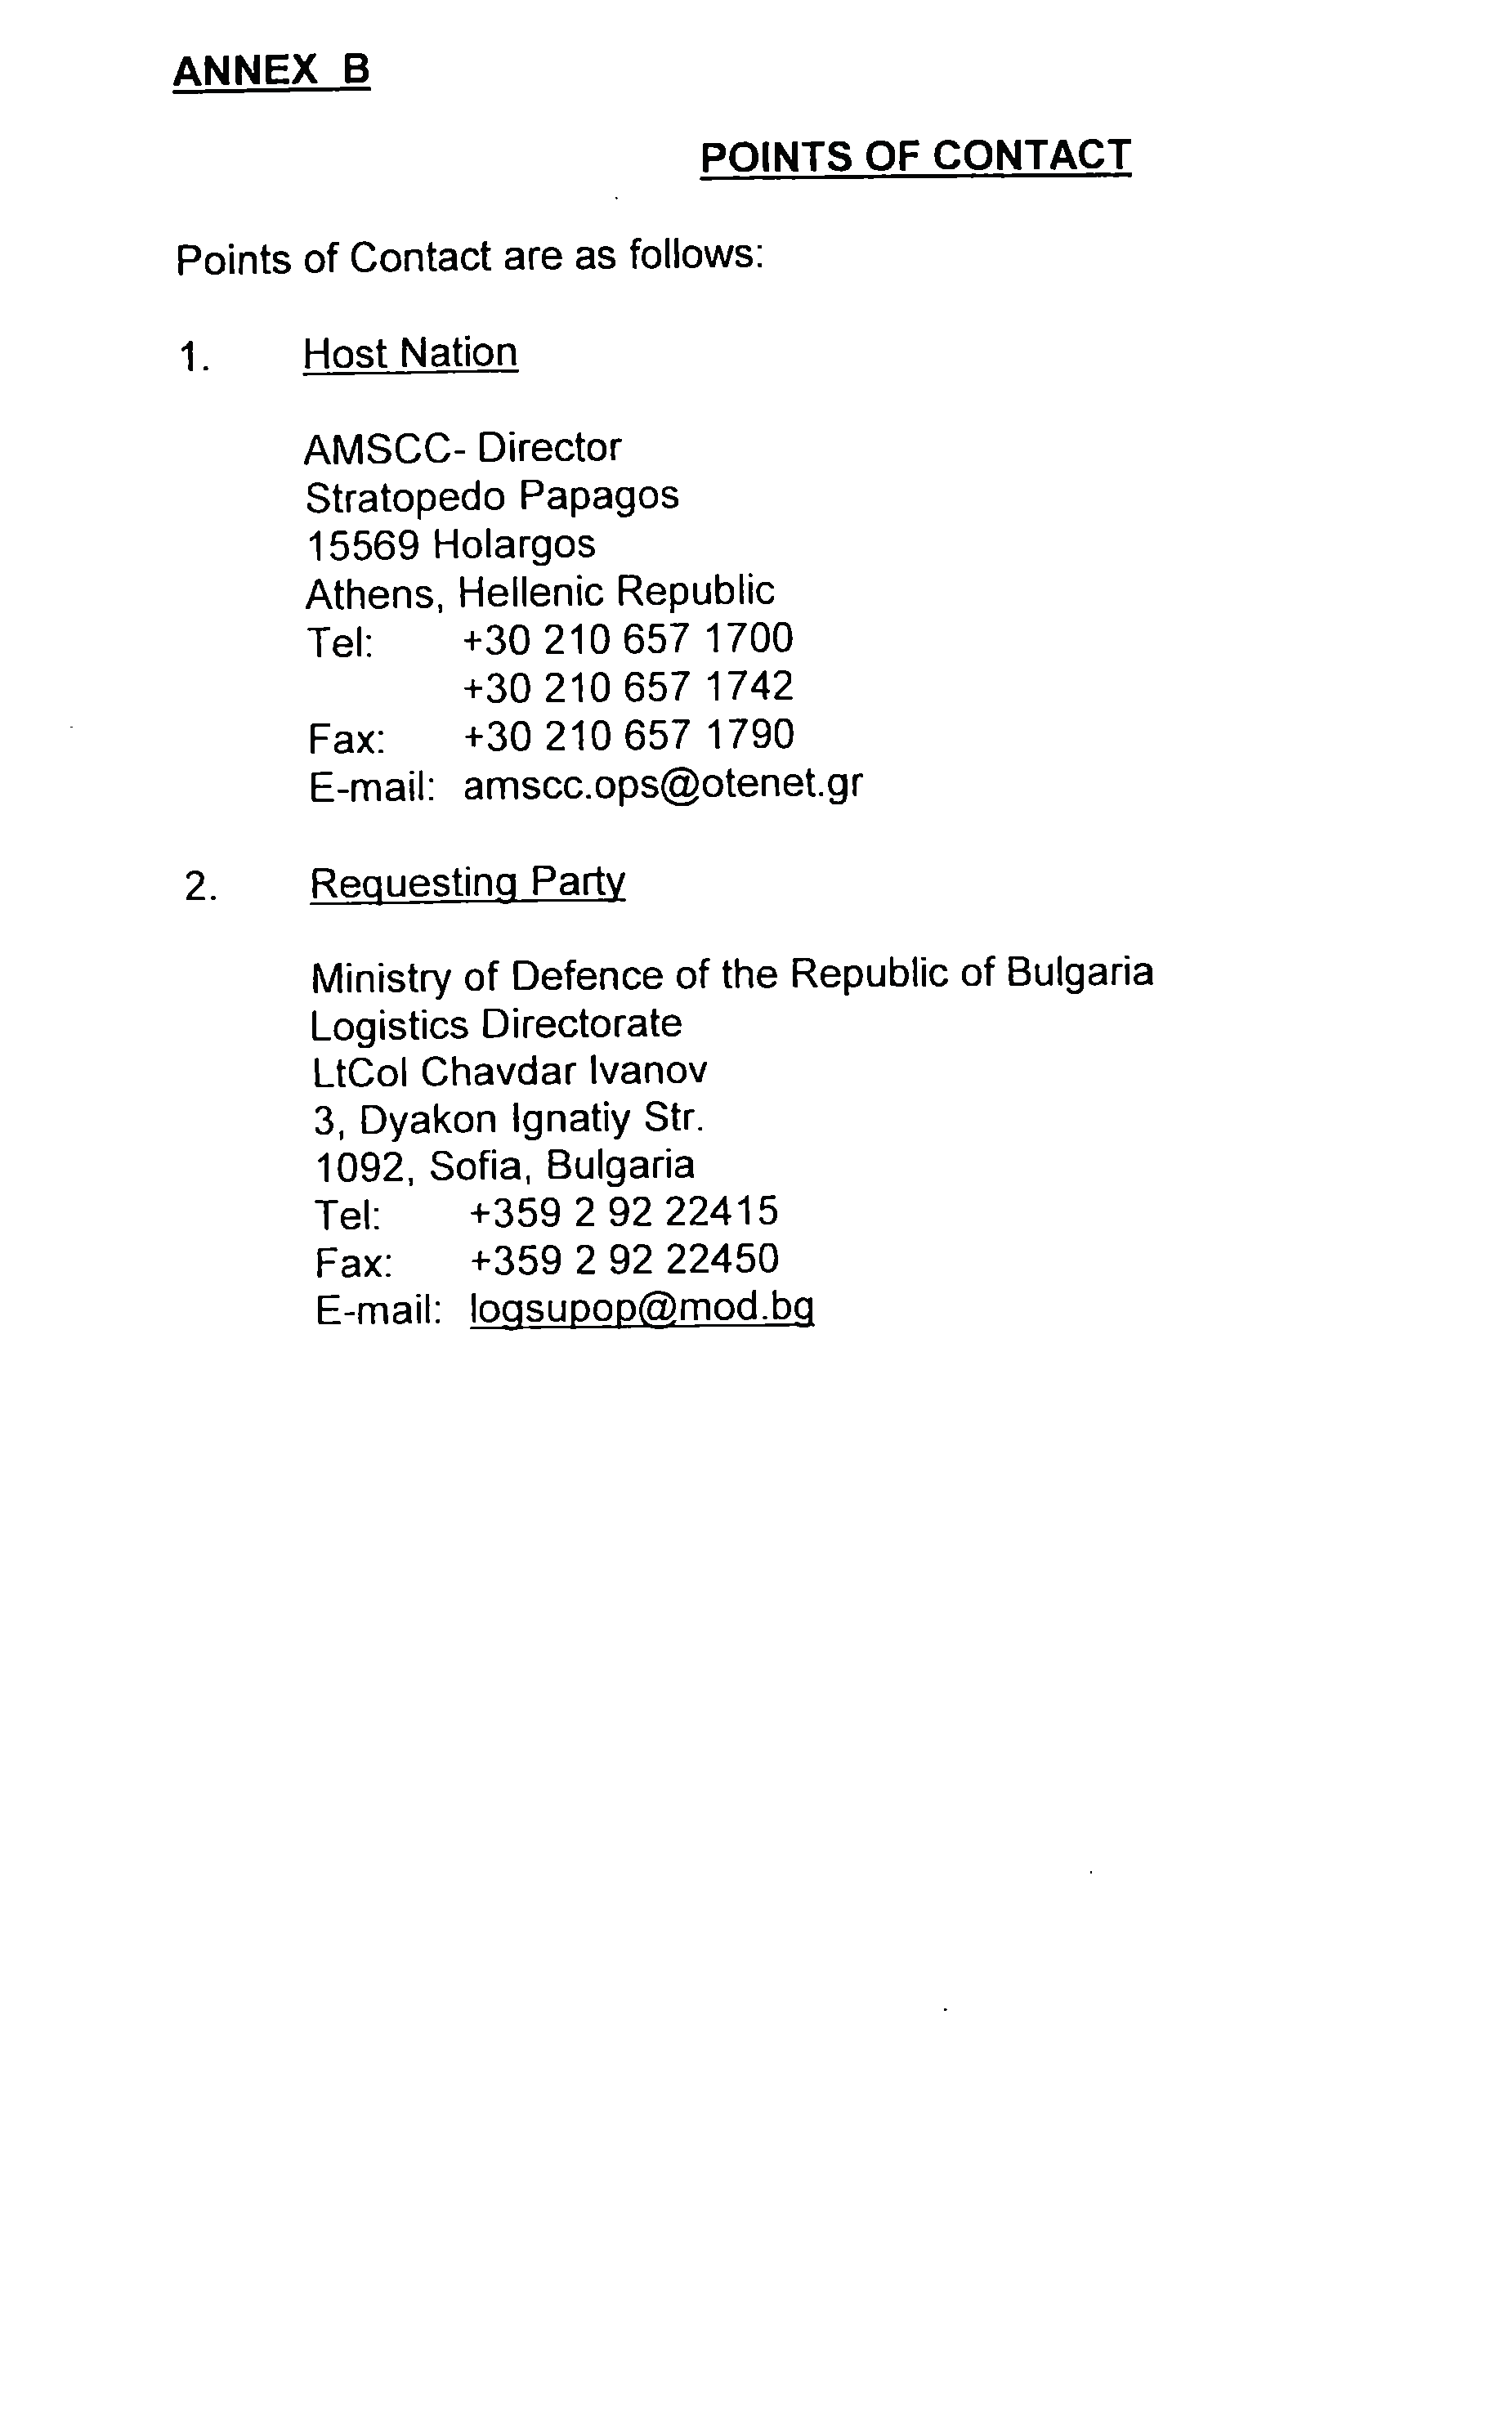 ANNEX B
POINTS OF CONTACT
Points of Contact are as follows:
1. Host Nation
AMSCC- Director
Stratopedo Papagos
15569 Holargos
Athens, Hellenic Republic
Tel: +30 210 657 1700
+30 210 657 1742
Fax: +30 210 657 1790
E-mail: amscc.ops@otenet.gr
2. Requesting Party
Ministry of Defence of the Republic of Bulgaria
Logistics Directorate
LtCol Chavdar Ivanov
3, Dyakon Ignatiy Str.
1092, Sofia, Bulgaria
Tel: +359 2 92 22415
Fax: +359 2 92 22450
E-mail: logsupop@mod.bg